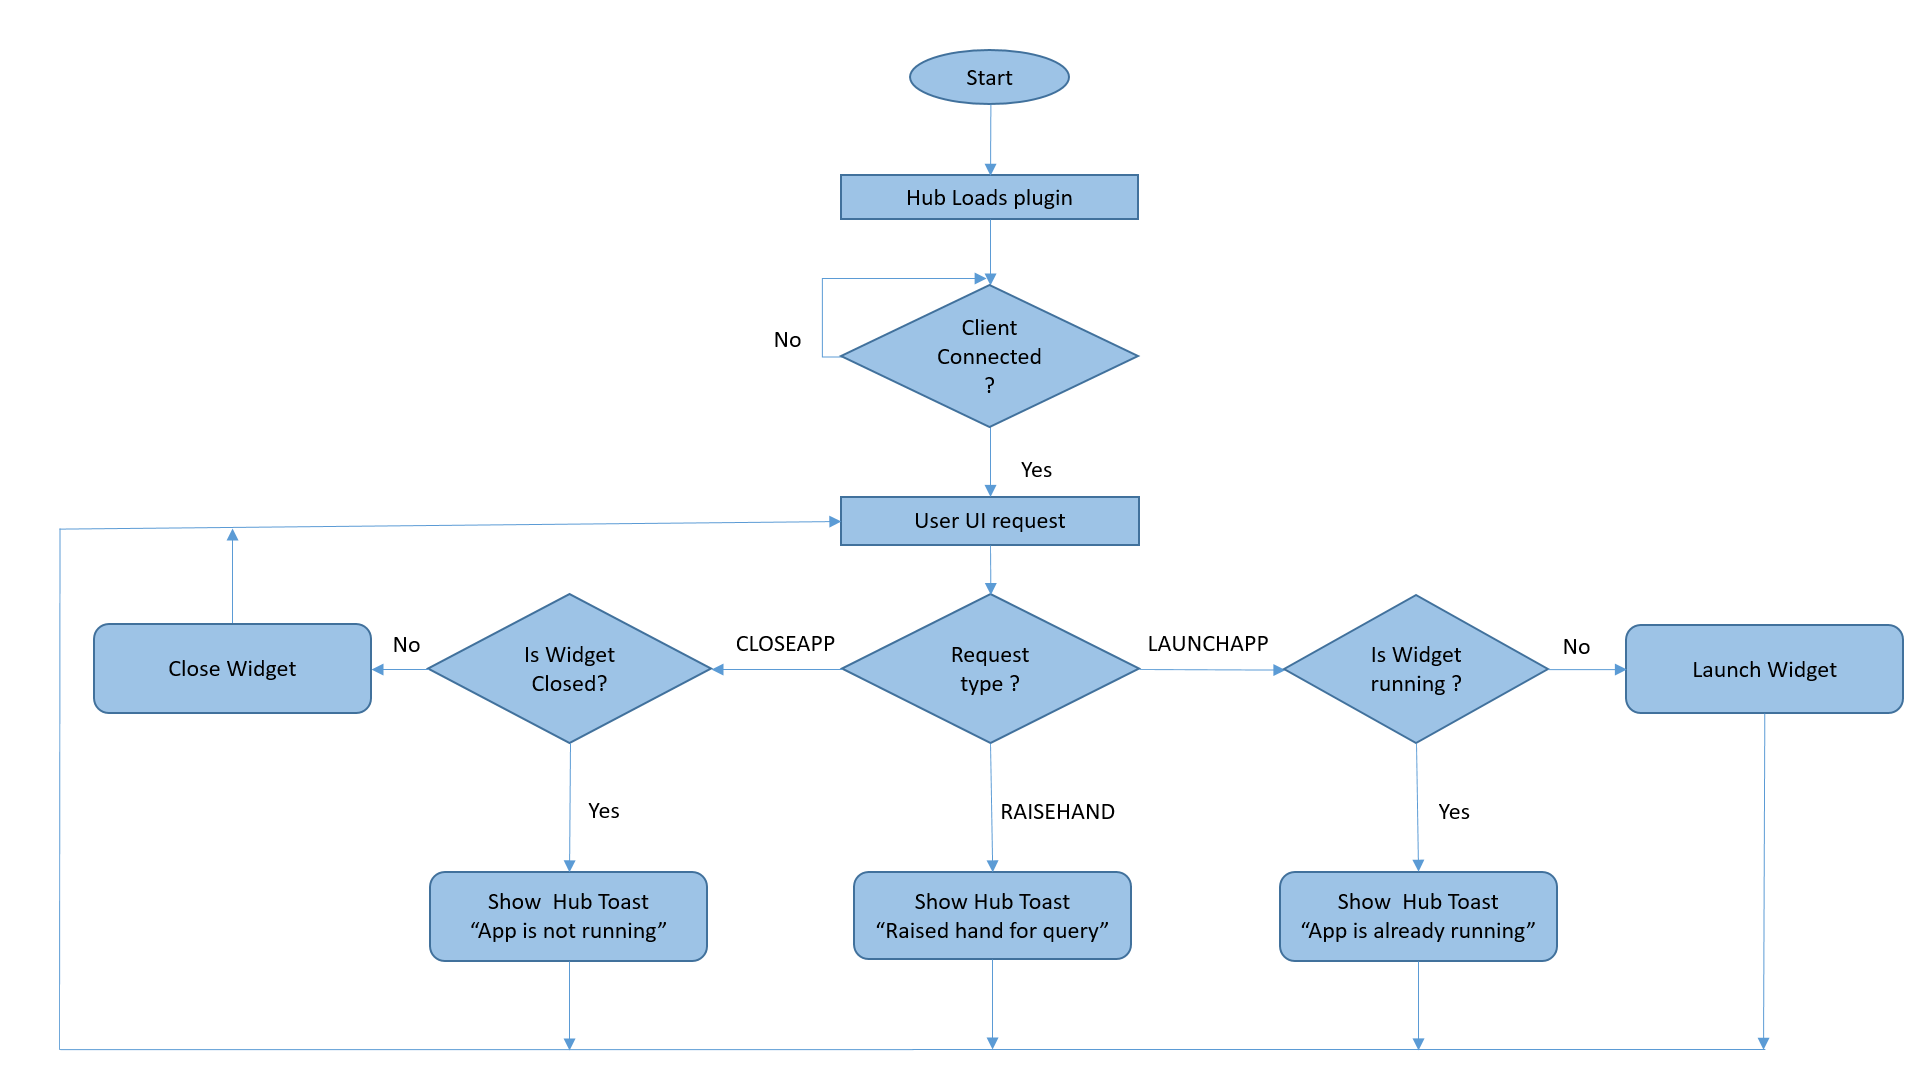 Start
Hub Loads plugin
Client
Connected
?
No
Yes
User UI request
Close Widget
No
Is Widget
Closed?
CLOSEAPP
Request
type ?
LAUNCHAPP
Is Widget
running ?
No
Launch Widget
Yes
RAISEHAND
Yes
Show  Hub Toast
“App is not running”
Show Hub Toast
“Raised hand for query”
Show  Hub Toast
“App is already running”